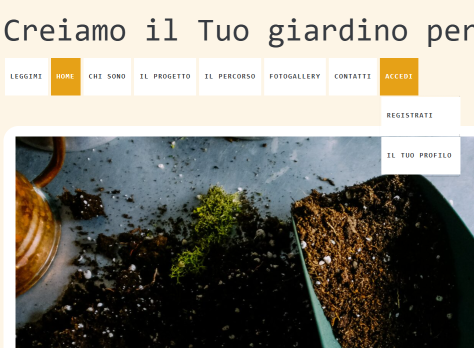 Creiamo il Tuo giardino per
LEGGIMI HOME CHI SONO IL PROGETTO IL PERCORSO FOTOGALLERY CONTATTI ACCEDI
REGISTRATI
IL TUO PROFILO